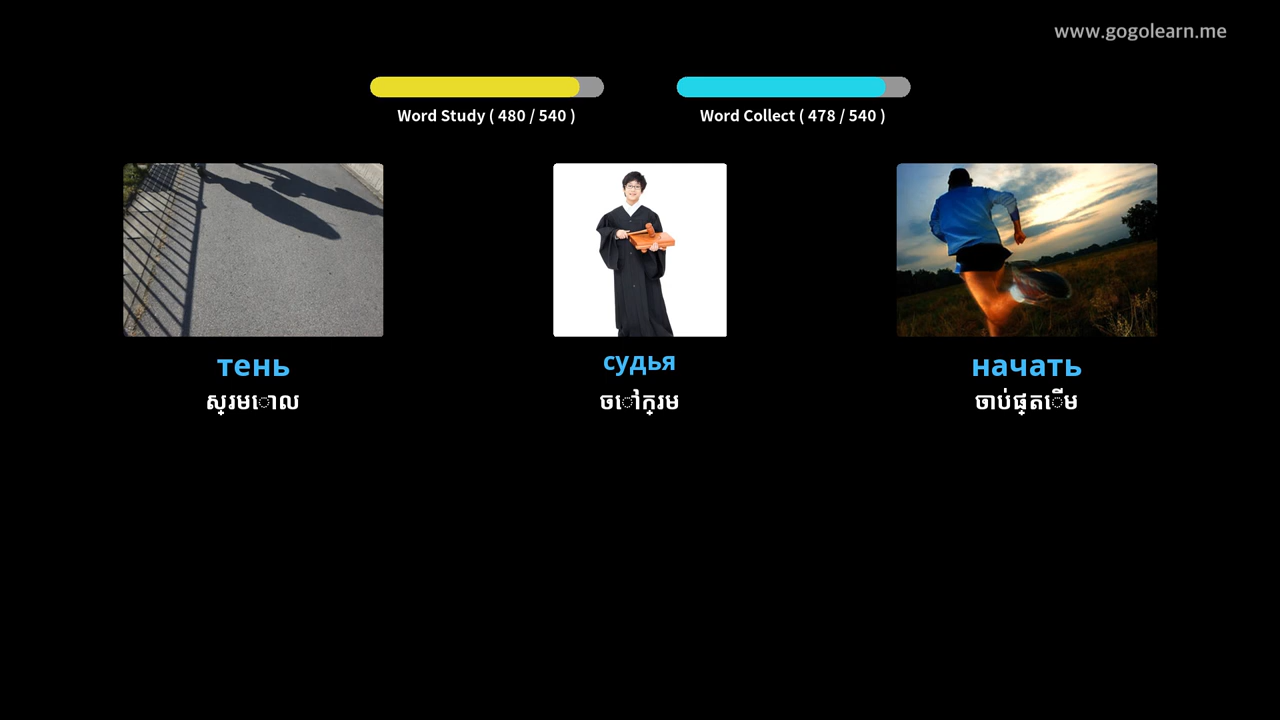 www.gogolearn.me
Word Study ( 480 / 540 )
Word Collect ( 478 / 540 )
тень
судья
начать
ស្រមោល
ចៅក្រម
ចាប់ផ្តើម